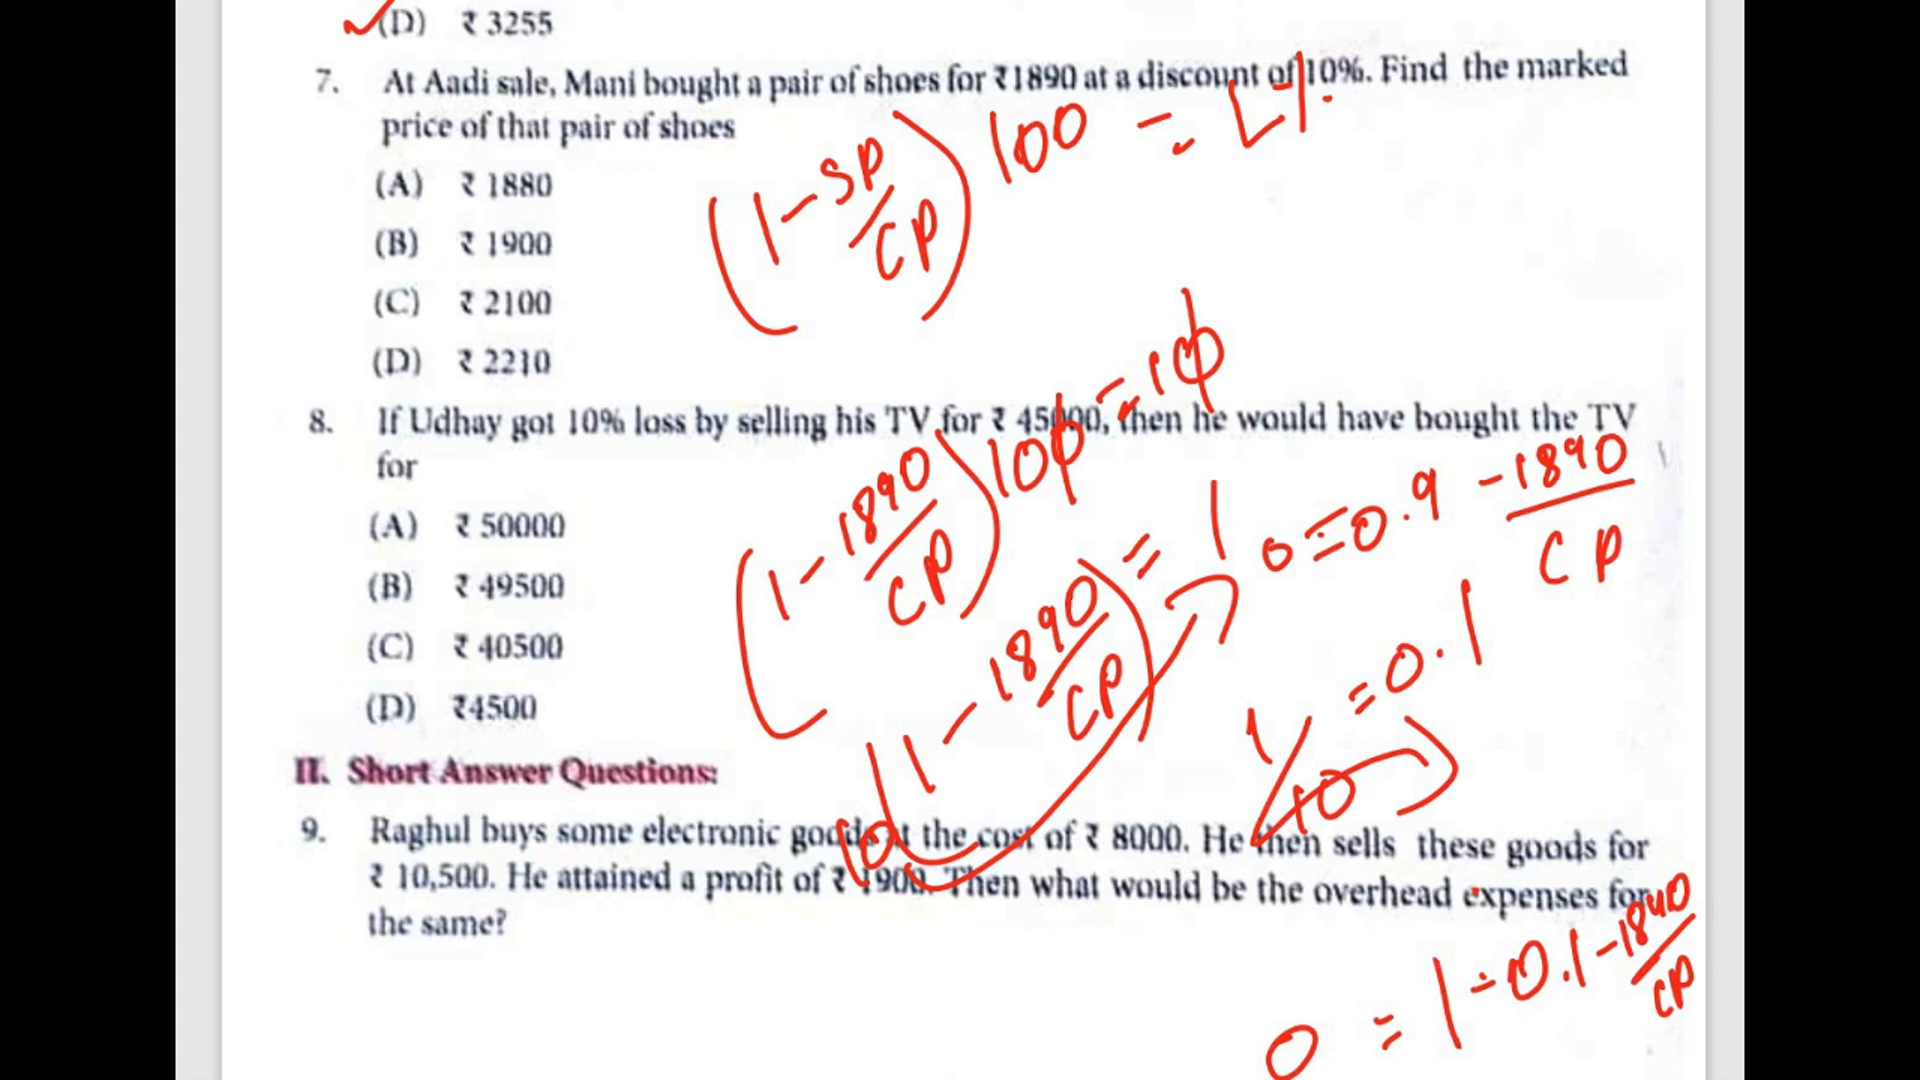 (D) ₹ 3255
7. At Aadi sale, Mani bought a pair of shoes for ₹1890 at a discount of 10%. Find the marked
price of that pair of shoes
(1 - SP/CP) 100 = L%.
(A) ₹ 1880
(B) ₹ 1900
(C) ₹ 2100
(D) ₹ 2210
8. If Udhay got 10% loss by selling his TV for ₹ 45000, then he would have bought the TV
for
(1 - 1890/CP) 100 = 10
(A) ₹ 50000
(B) ₹ 49500
(C) ₹ 40500
(D) ₹4500
10 (1 - 1890/CP) = 1
0 = 0.9 - 1890/CP
1/10 = 0.1
II. Short Answer Questions:
9. Raghul buys some electronic goods at the cost of ₹ 8000. He then sells these goods for
₹ 10,500. He attained a profit of ₹ 1900. Then what would be the overhead expenses for
the same?
0 = 1 - 0.1 - 1890/CP